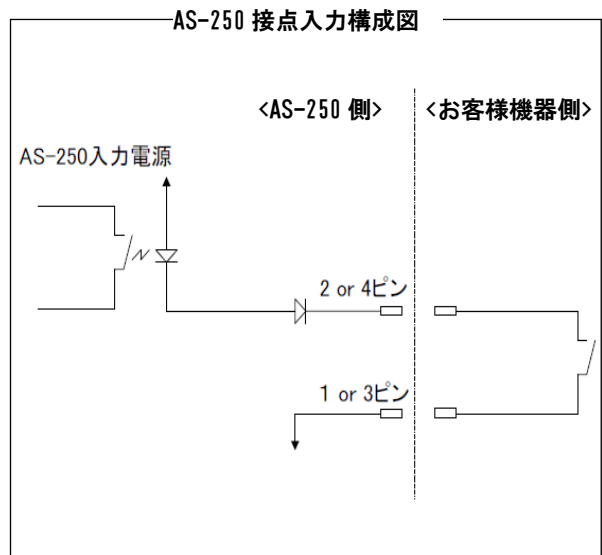 AS-250 接点入力構成図
<AS-250 側> <お客様機器側>
AS-250入力電源
2 or 4ピン
1 or 3ピン